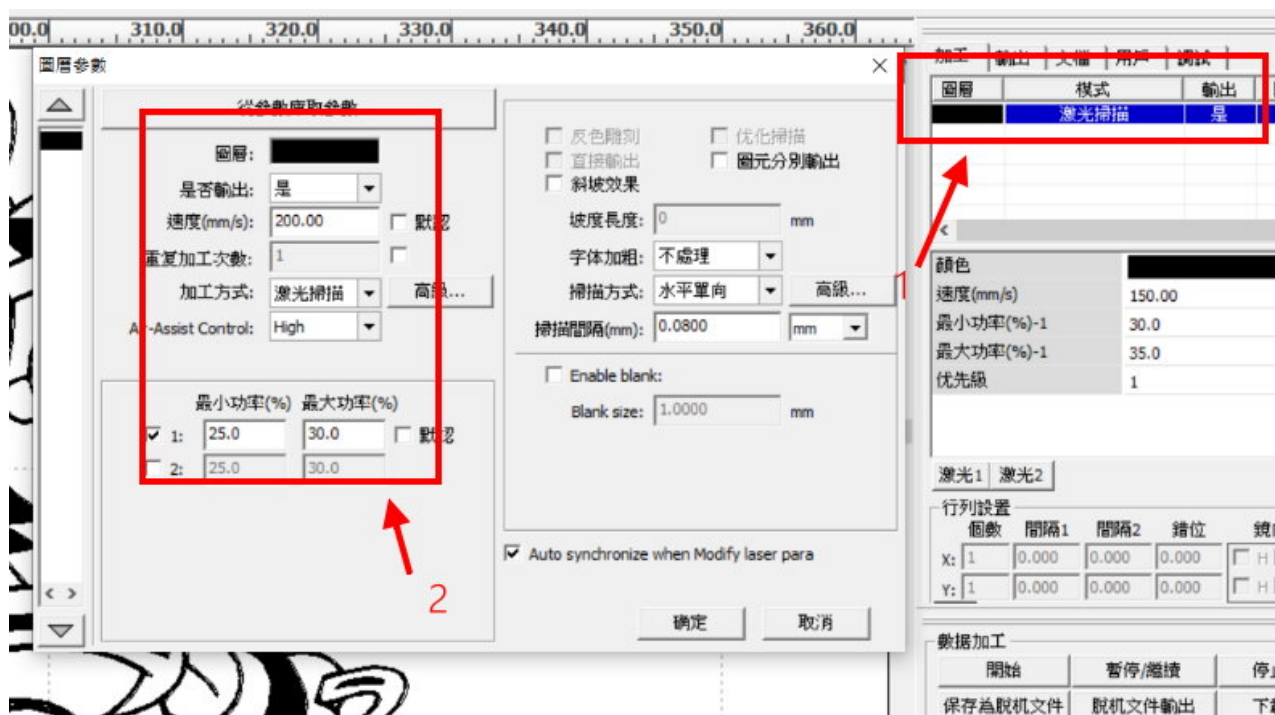 310.0 320.0 330.0 340.0 350.0 360.0
圖層參數
從參數庫取參數
圖層:
是否輸出: 是
速度(mm/s): 200.00 默認
重复加工次數: 1
加工方式: 激光掃描 高級...
Air-Assist Control: High
最小功率(%) 最大功率(%)
1: 25.0 30.0 默認
2: 25.0 30.0
2
反色雕刻 优化掃描
直接輸出 圖元分別輸出
斜坡效果
坡度長度: 0 mm
字体加粗: 不處理
掃描方式: 水平單向 高級...
掃描間隔(mm): 0.0800 mm
Enable blank:
Blank size: 1.0000 mm
Auto synchronize when Modify laser para
确定 取消
加工 輸出 文檔 用戶 調試
圖層 模式 輸出
激光掃描 是
1
顏色
速度(mm/s) 150.00
最小功率(%)-1 30.0
最大功率(%)-1 35.0
优先級 1
激光1 激光2
行列設置
個數 間隔1 間隔2 錯位
X: 1 0.000 0.000 0.000 H
Y: 1 0.000 0.000 0.000 H
數据加工
開始 暫停/繼續
保存為脱机文件 脱机文件輸出